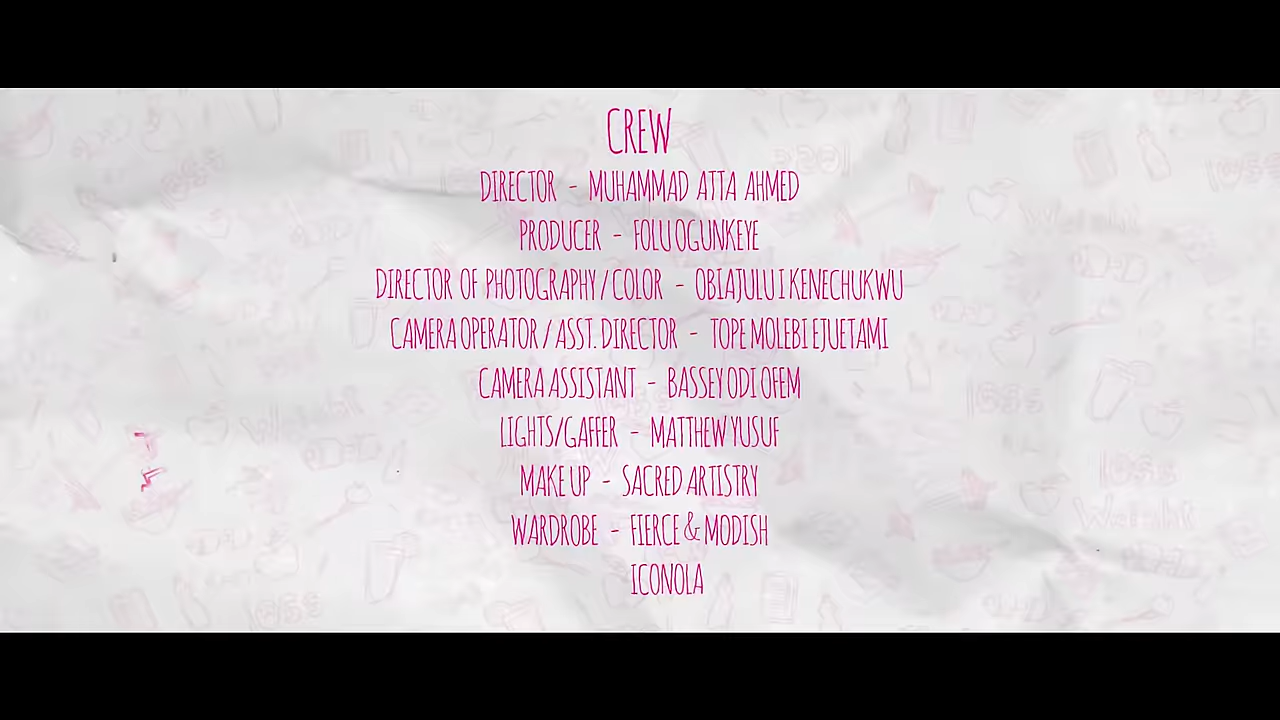 CREW
DIRECTOR - MUHAMMAD ATTA AHMED
PRODUCER - FOLU OGUNKEYE
DIRECTOR OF PHOTOGRAPHY / COLOR - OBIAJULU IKENECHUKWU
CAMERA OPERATOR / ASST. DIRECTOR - TOPE MOLEBI EJUETAMI
CAMERA ASSISTANT - BASSEY ODI OFEM
LIGHTS/GAFFER - MATTHEW YUSUF
MAKE UP - SACRED ARTISTRY
WARDROBE - FIERCE & MODISH
ICONOLA